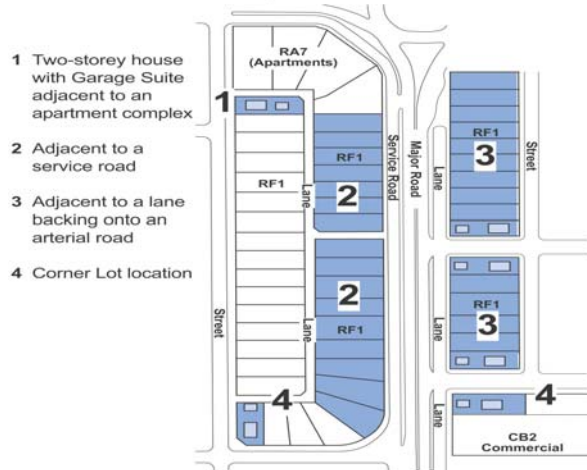 1 Two-storey house
with Garage Suite
adjacent to an
apartment complex
2 Adjacent to a
service road
3 Adjacent to a lane
backing onto an
arterial road
4 Corner Lot location
RA7
(Apartments)
1
RF1
Lane
RF1
2
Service Road
Major Road
Lane
RF1
3
Street
2
RF1
Street
Lane
Lane
RF1
3
4
4
Lane
CB2
Commercial